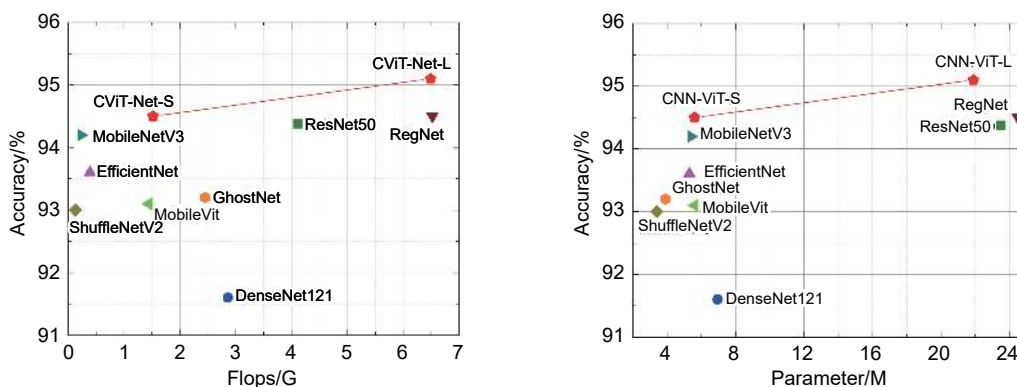 96
95
94
93
92
91
Accuracy/%
CViT-Net-L
CViT-Net-S
MobileNetV3
ResNet50
RegNet
EfficientNet
GhostNet
MobileVit
ShuffleNetV2
DenseNet121
0 1 2 3 4 5 6 7
Flops/G
96
95
94
93
92
91
Accuracy/%
CNN-ViT-L
CNN-ViT-S
RegNet
ResNet50
MobileNetV3
EfficientNet
GhostNet
MobileVit
ShuffleNetV2
DenseNet121
4 8 12 16 20 24
Parameter/M